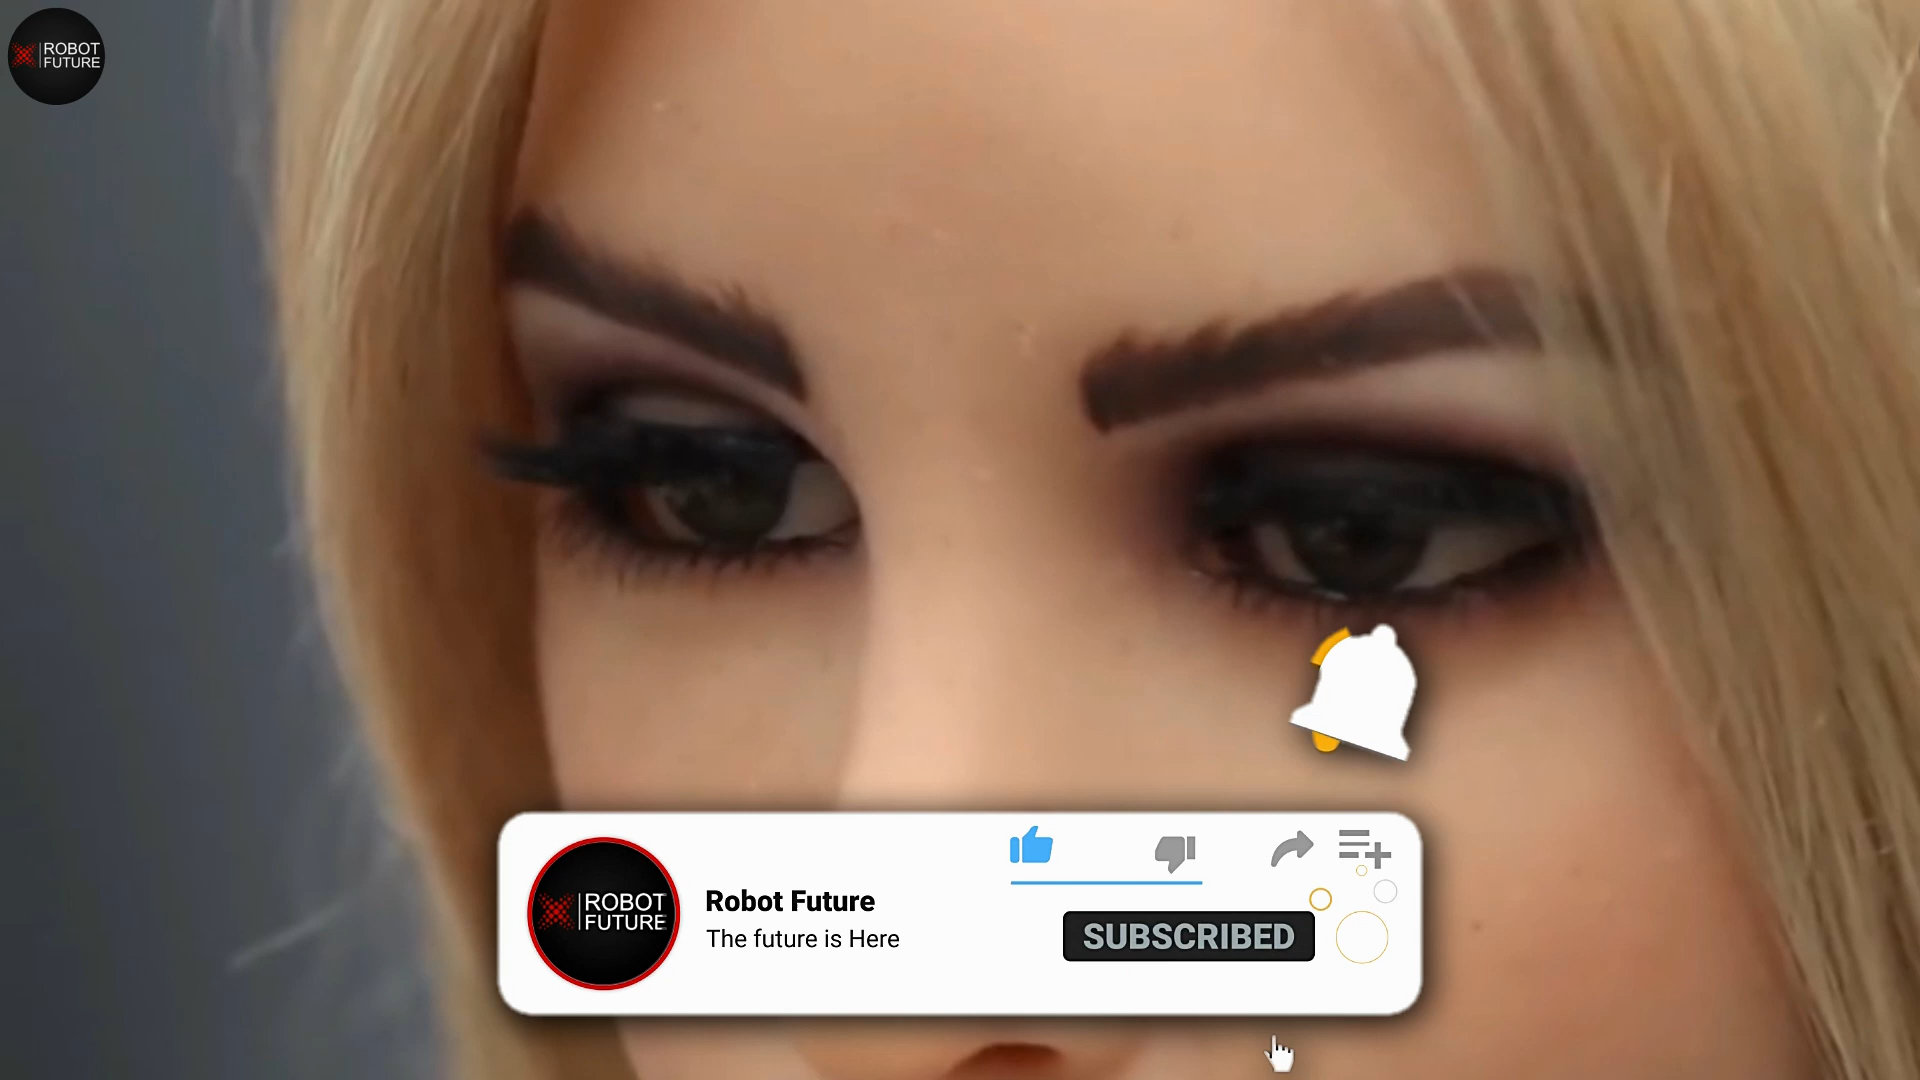 ROBOT
FUTURE
ROBOT
FUTURE
Robot Future
The future is Here
SUBSCRIBED